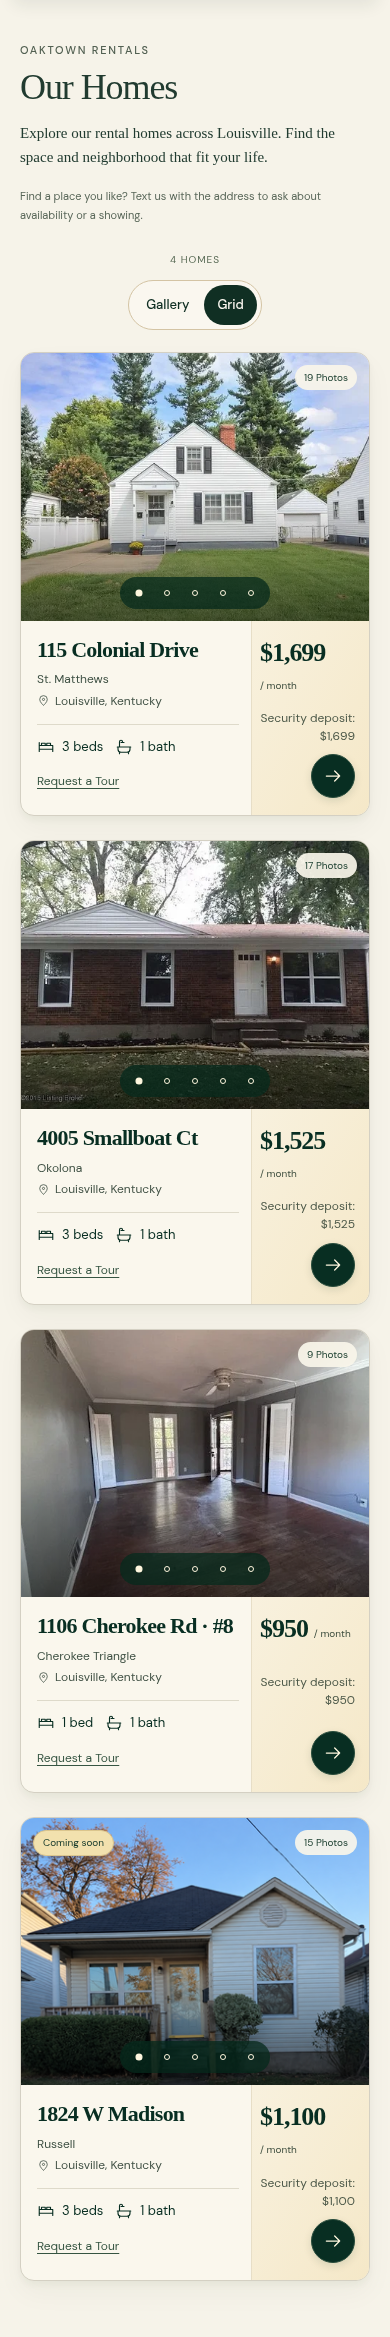 OAKTOWN RENTALS
Our Homes
Explore our rental homes across Louisville. Find the
space and neighborhood that fit your life.
Find a place you like? Text us with the address to ask about
availability or a showing.
4 HOMES
Gallery Grid
19 Photos
115 Colonial Drive
$1,699
/ month
St. Matthews
Louisville, Kentucky
Security deposit:
$1,699
3 beds 1 bath
Request a Tour
17 Photos
4005 Smallboat Ct
$1,525
/ month
Okolona
Louisville, Kentucky
Security deposit:
$1,525
3 beds 1 bath
Request a Tour
9 Photos
1106 Cherokee Rd · #8
$950 / month
Cherokee Triangle
Louisville, Kentucky
Security deposit:
$950
1 bed 1 bath
Request a Tour
Coming soon
15 Photos
1824 W Madison
$1,100
/ month
Russell
Louisville, Kentucky
Security deposit:
$1,100
3 beds 1 bath
Request a Tour